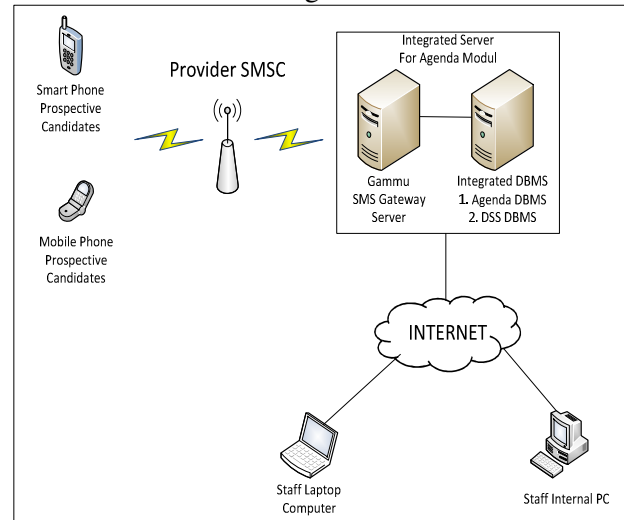 Smart Phone
Prospective
Candidates
Provider SMSC
Integrated Server
For Agenda Modul
Gammu
SMS Gateway
Server
Integrated DBMS
1. Agenda DBMS
2. DSS DBMS
Mobile Phone
Prospective
Candidates
INTERNET
Staff Laptop
Computer
Staff Internal PC